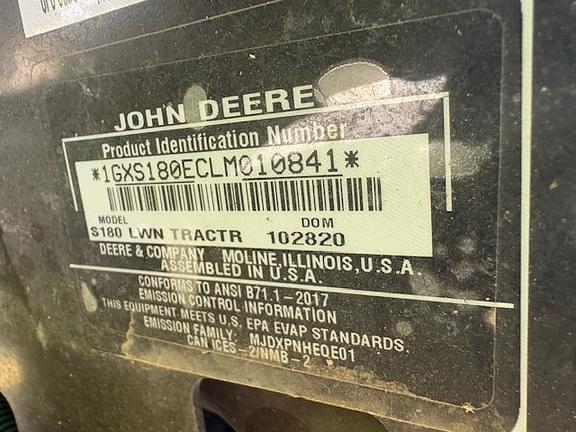 JOHN DEERE
Product Identification Number
*1GXS180ECLM010841*
MODEL DOM
S180 LWN TRACTR 102820
DEERE & COMPANY MOLINE, ILLINOIS, U.S.A.
ASSEMBLED IN U.S.A.
CONFORMS TO ANSI B71.1-2017
EMISSION CONTROL INFORMATION
THIS EQUIPMENT MEETS U.S. EPA EVAP STANDARDS.
EMISSION FAMILY: MJDXPNHEQE01
CAN ICES-2/NMB-2